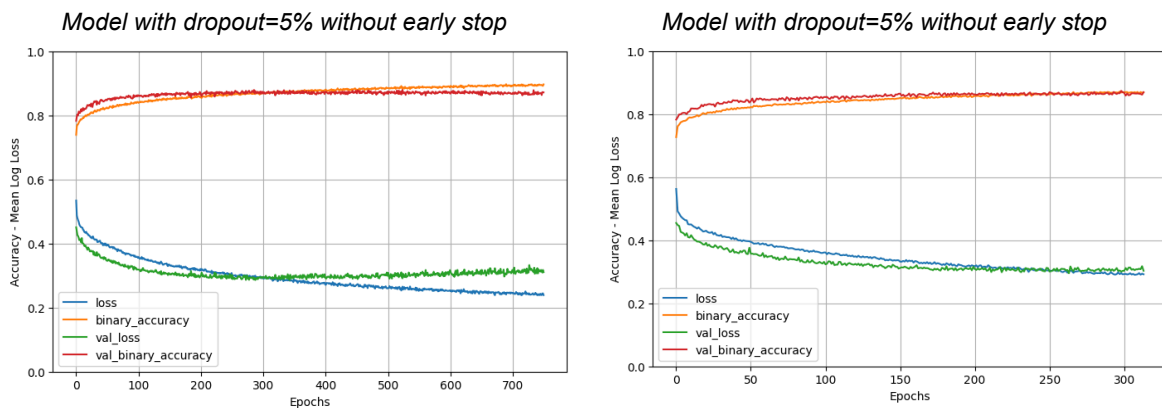 Model with dropout=5% without early stop
1.0
0.8
0.6
0.4
0.2
0.0
Accuracy - Mean Log Loss
loss
binary_accuracy
val_loss
val_binary_accuracy
0 100 200 300 400 500 600 700
Epochs
Model with dropout=5% without early stop
1.0
0.8
0.6
0.4
0.2
0.0
Accuracy - Mean Log Loss
loss
binary_accuracy
val_loss
val_binary_accuracy
0 50 100 150 200 250 300
Epochs